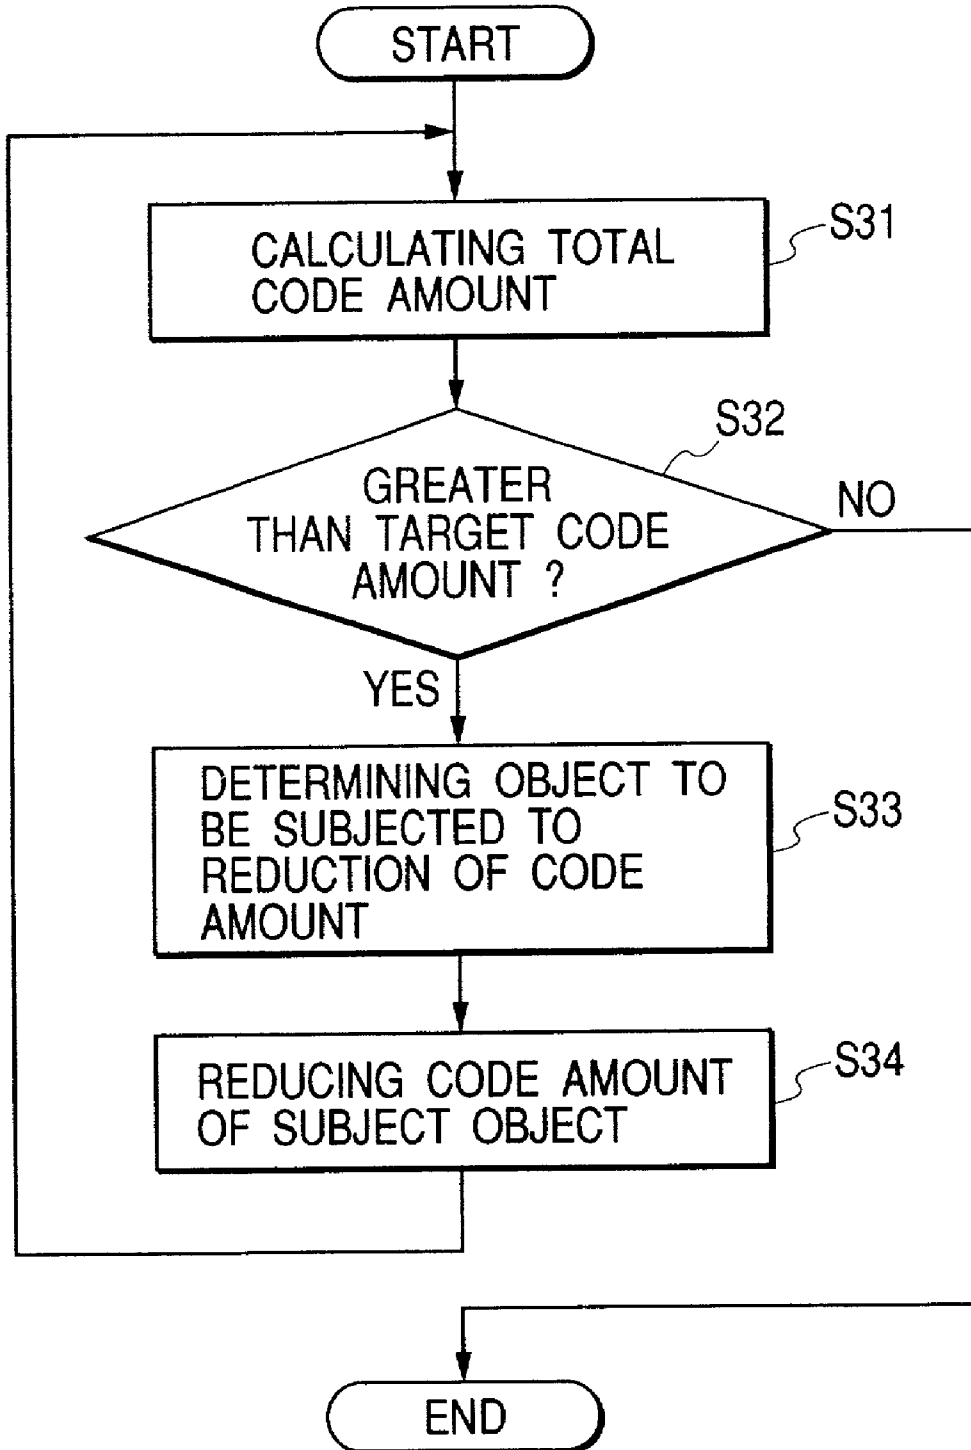 START
CALCULATING TOTAL
CODE AMOUNT
S31
GREATER
THAN TARGET CODE
AMOUNT ?
S32
NO
YES
DETERMINING OBJECT TO
BE SUBJECTED TO
REDUCTION OF CODE
AMOUNT
S33
REDUCING CODE AMOUNT
OF SUBJECT OBJECT
S34
END